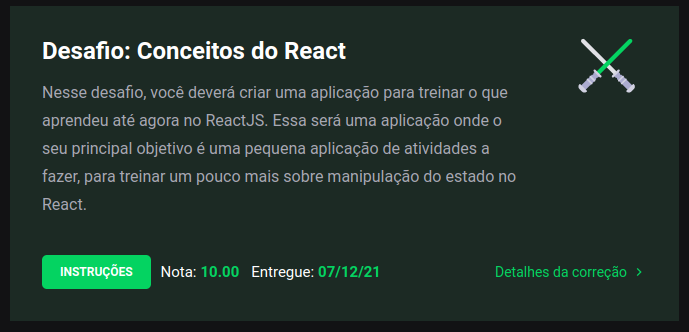 Desafio: Conceitos do React
Nesse desafio, você deverá criar uma aplicação para treinar o que
aprendeu até agora no ReactJS. Essa será uma aplicação onde o
seu principal objetivo é uma pequena aplicação de atividades a
fazer, para treinar um pouco mais sobre manipulação do estado no
React.
INSTRUÇÕES Nota: 10.00 Entregue: 07/12/21 Detalhes da correção